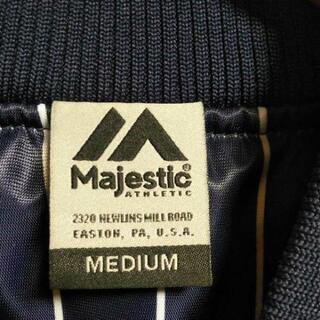 Majestic®
ATHLETIC
2320 NEWLINS MILL ROAD
EASTON, PA, U.S.A.
MEDIUM